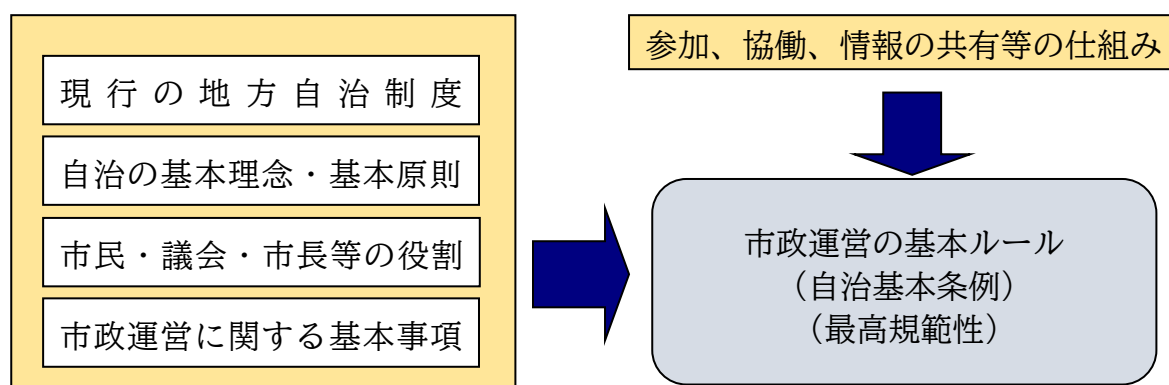 現行の地方自治制度
自治の基本理念・基本原則
市民・議会・市長等の役割
市政運営に関する基本事項
参加、協働、情報の共有等の仕組み
市政運営の基本ルール
（自治基本条例）
（最高規範性）